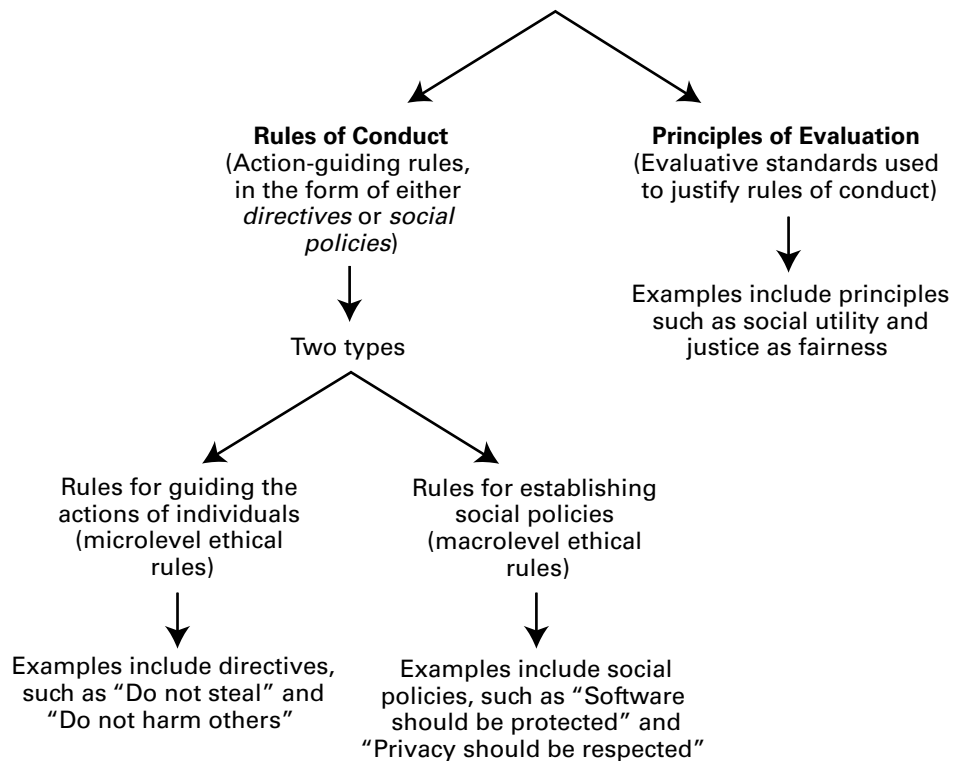 Rules of Conduct
(Action-guiding rules,
in the form of either
directives or social
policies)
Principles of Evaluation
(Evaluative standards used
to justify rules of conduct)
Examples include principles
such as social utility and
justice as fairness
Two types
Rules for guiding the
actions of individuals
(microlevel ethical
rules)
Rules for establishing
social policies
(macrolevel ethical
rules)
Examples include directives,
such as “Do not steal” and
“Do not harm others”
Examples include social
policies, such as “Software
should be protected” and
“Privacy should be respected”